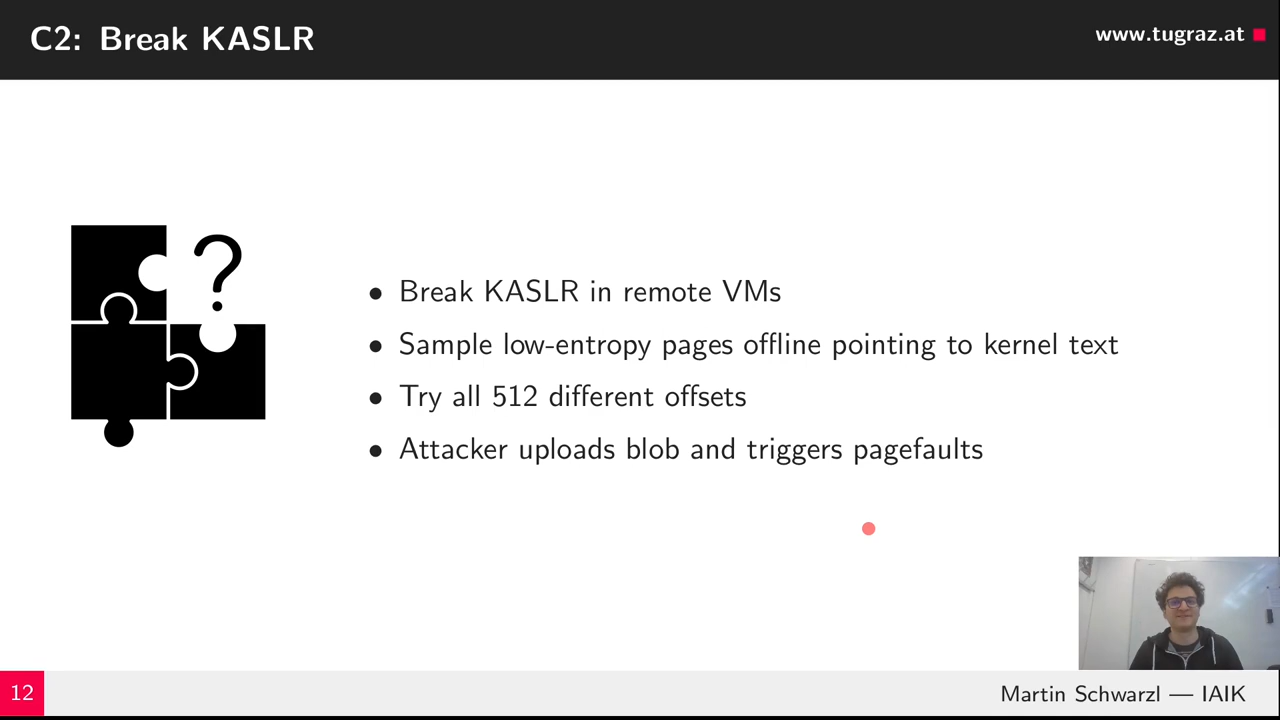 C2: Break KASLR
www.tugraz.at
?
• Break KASLR in remote VMs
• Sample low-entropy pages offline pointing to kernel text
• Try all 512 different offsets
• Attacker uploads blob and triggers pagefaults
12
Martin Schwarzl — IAIK